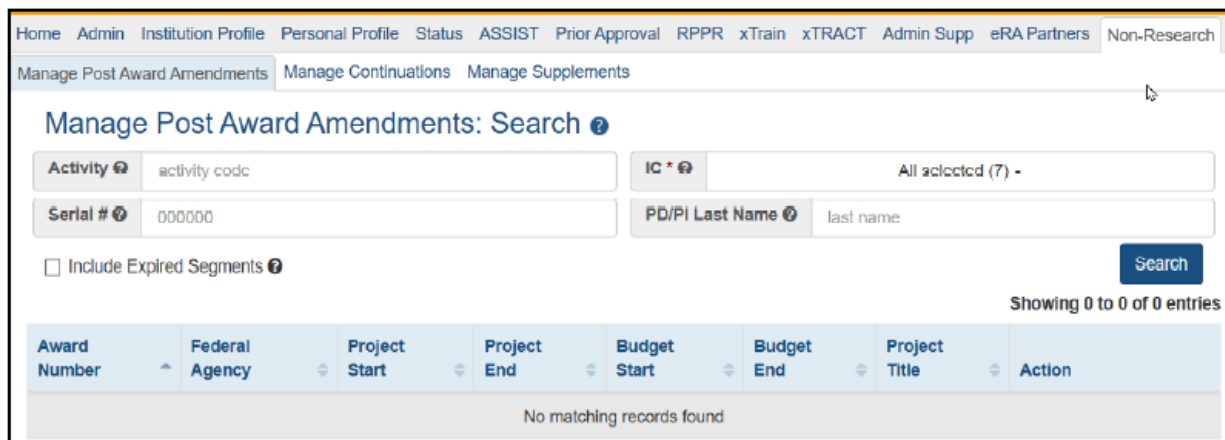 Home Admin Institution Profile Personal Profile Status ASSIST Prior Approval RPPR xTrain xTRACT Admin Supp eRA Partners Non-Research
Manage Post Award Amendments Manage Continuations Manage Supplements
Manage Post Award Amendments: Search
Activity activity code IC * All selected (7) -
Serial # 000000 PD/PI Last Name last name
Include Expired Segments Search
Showing 0 to 0 of 0 entries
Award Number Federal Agency Project Start Project End Budget Start Budget End Project Title Action
No matching records found